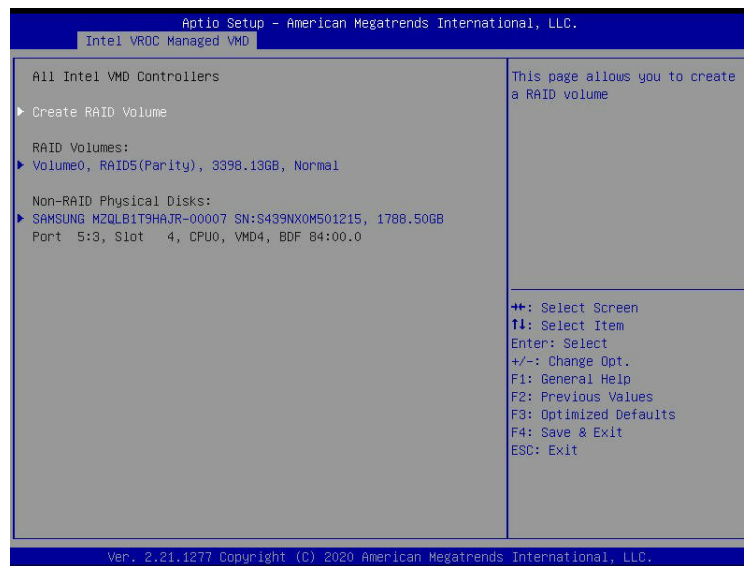 Aptio Setup – American Megatrends International, LLC.
Intel VROC Managed VMD
All Intel VMD Controllers
Create RAID Volume
RAID Volumes:
Volume0, RAID5(Parity), 3398.13GB, Normal
Non-RAID Physical Disks:
SAMSUNG MZQLB1T9HAJR-00007 SN:S439NX0M501215, 1788.50GB
Port 5:3, Slot 4, CPU0, VMD4, BDF 84:00.0
This page allows you to create
a RAID volume
→←: Select Screen
↑↓: Select Item
Enter: Select
+/-: Change Opt.
F1: General Help
F2: Previous Values
F3: Optimized Defaults
F4: Save & Exit
ESC: Exit
Ver. 2.21.1277 Copyright (C) 2020 American Megatrends International, LLC.